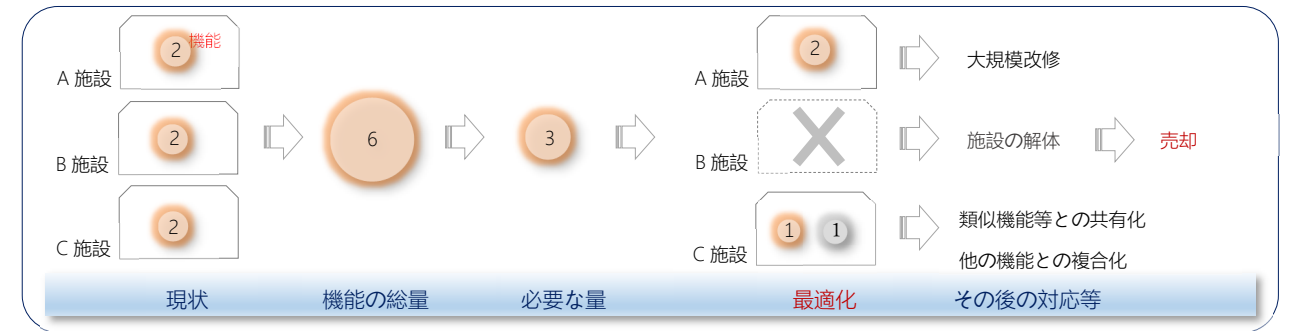 A 施設
2
機能
B 施設
2
C 施設
2
6
3
A 施設
2
大規模改修
B 施設
施設の解体
売却
C 施設
1
1
類似機能等との共有化
他の機能との複合化
現状
機能の総量
必要な量
最適化
その後の対応等